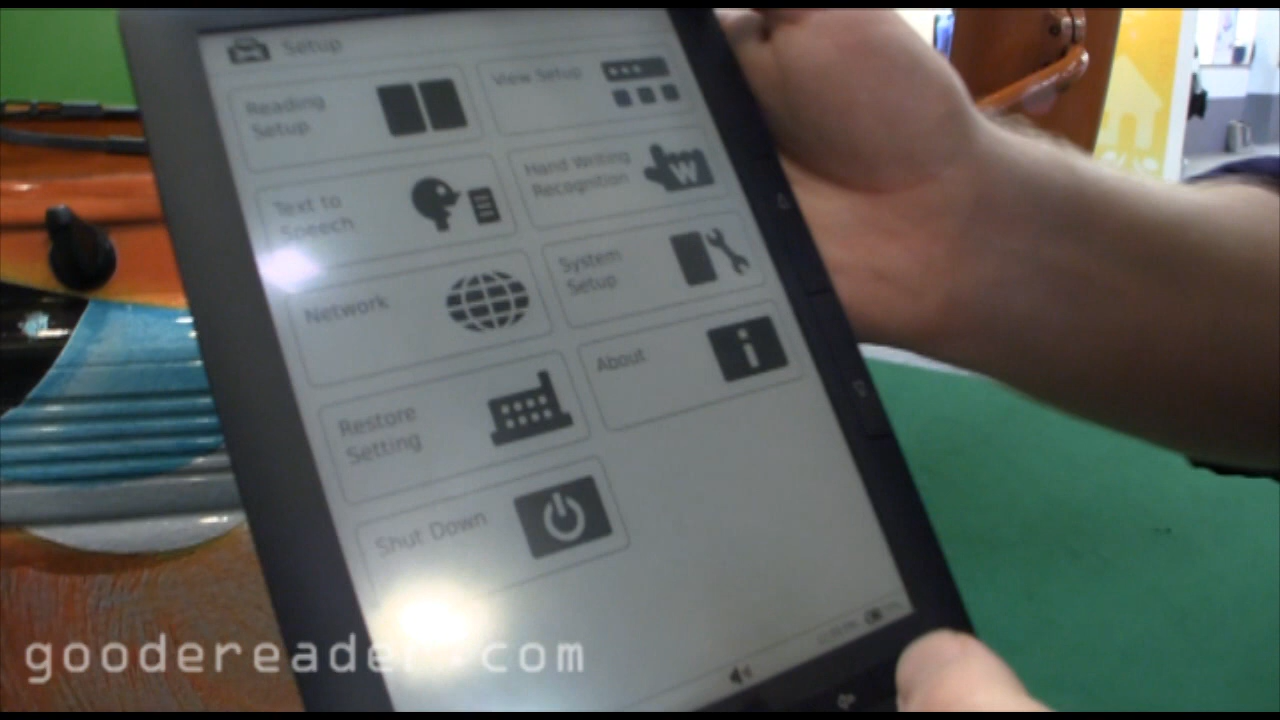 Setup
Reading
Setup
View Setup
Text to
Speech
Hand Writing
Recognition
W
Network
System
Setup
Restore
Setting
About
i
Shut Down
goodereader.com